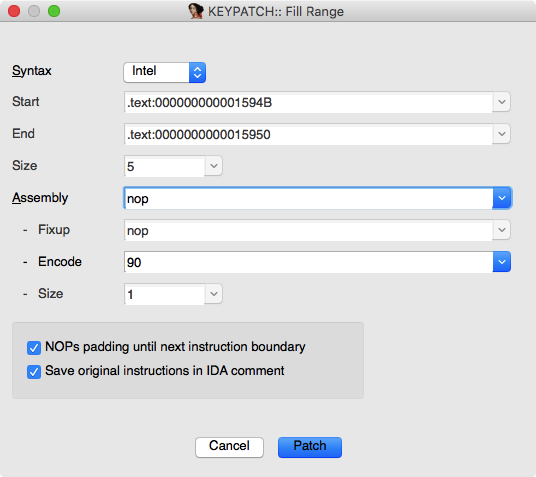 KEYPATCH:: Fill Range
Syntax Intel
Start .text:000000000001594B
End .text:0000000000015950
Size 5
Assembly nop
- Fixup nop
- Encode 90
- Size 1
NOPs padding until next instruction boundary
Save original instructions in IDA comment
Cancel Patch